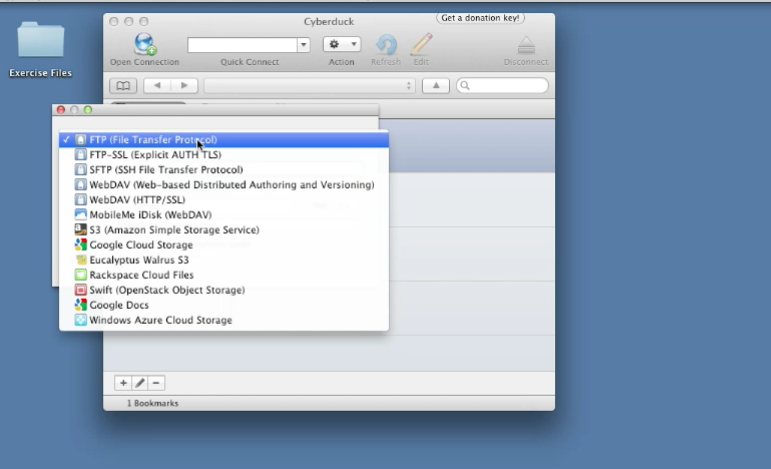 Cyberduck
Get a donation key!
Open Connection
Quick Connect
Action
Refresh
Edit
Disconnect
Exercise Files
FTP (File Transfer Protocol)
FTP-SSL (Explicit AUTH TLS)
SFTP (SSH File Transfer Protocol)
WebDAV (Web-based Distributed Authoring and Versioning)
WebDAV (HTTP/SSL)
MobileMe iDisk (WebDAV)
S3 (Amazon Simple Storage Service)
Google Cloud Storage
Eucalyptus Walrus S3
Rackspace Cloud Files
Swift (OpenStack Object Storage)
Google Docs
Windows Azure Cloud Storage
1 Bookmarks